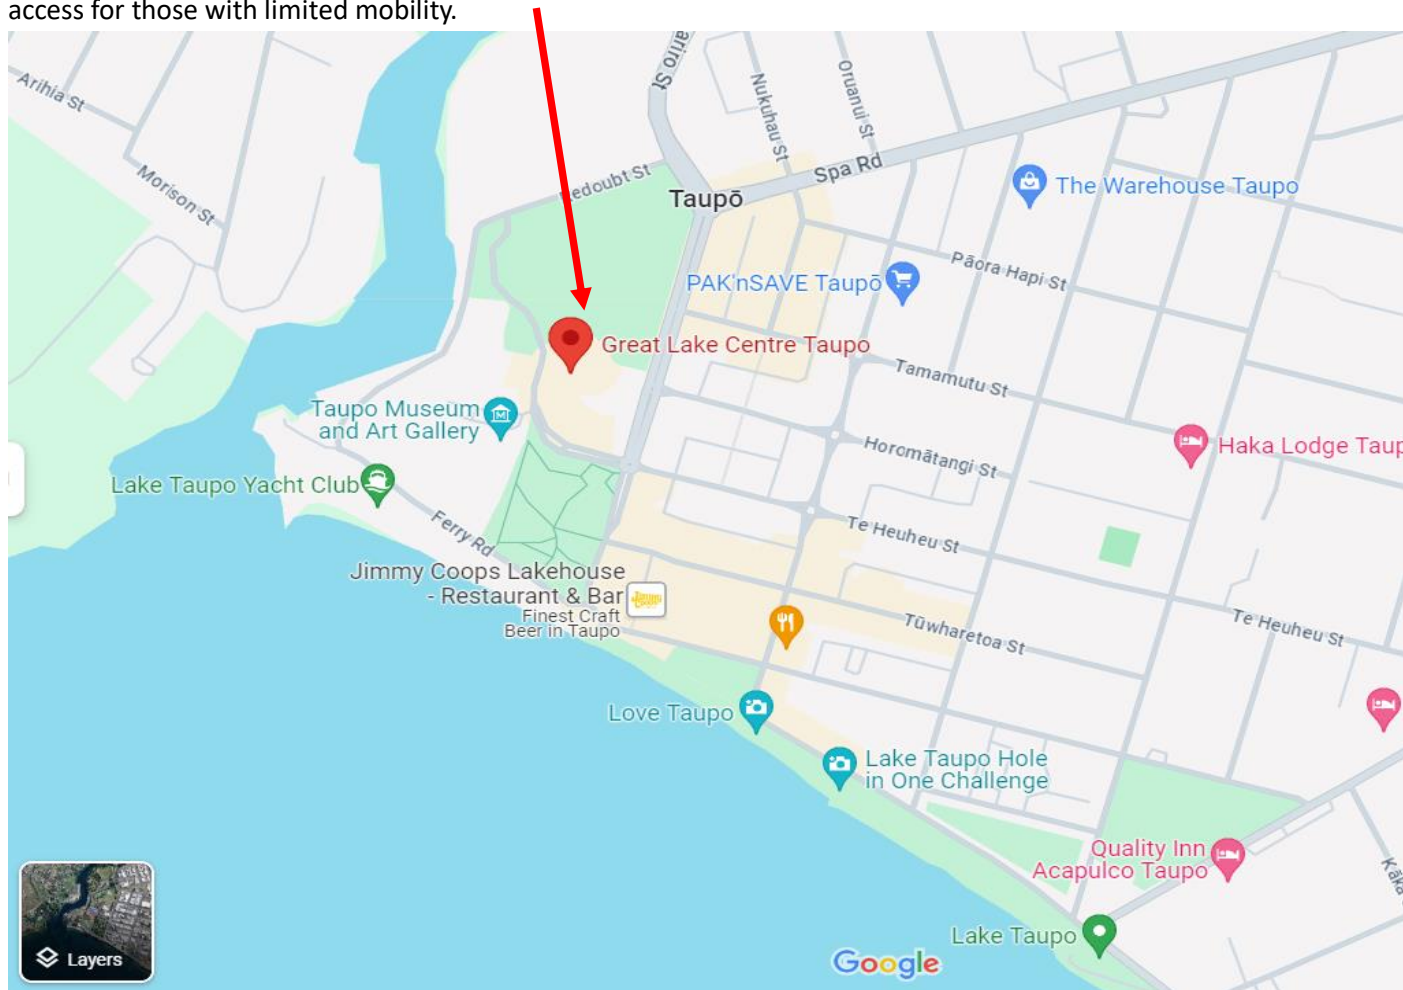 access for those with limited mobility.
Arihia St
Morison St
Nukuhau St
Oruanui St
Spa Rd
Taupō
The Warehouse Taupo
Pāora Hapi St
PAK'nSAVE Taupō
Great Lake Centre Taupo
Tamamutu St
Taupo Museum
and Art Gallery
Horomātangi St
Haka Lodge Taup
Lake Taupo Yacht Club
Ferry Rd
Te Heuheu St
Jimmy Coops Lakehouse
- Restaurant & Bar
Finest Craft
Beer in Taupo
Tūwharetoa St
Te Heuheu St
Love Taupo
Lake Taupo Hole
in One Challenge
Quality Inn
Acapulco Taupo
Lake Taupo
Layers
Google